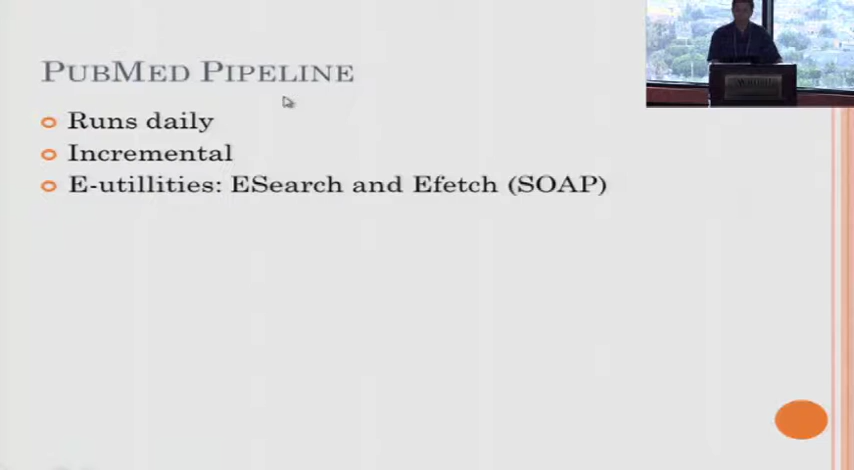 PubMed Pipeline
Runs daily
Incremental
E-utillities: ESearch and Efetch (SOAP)